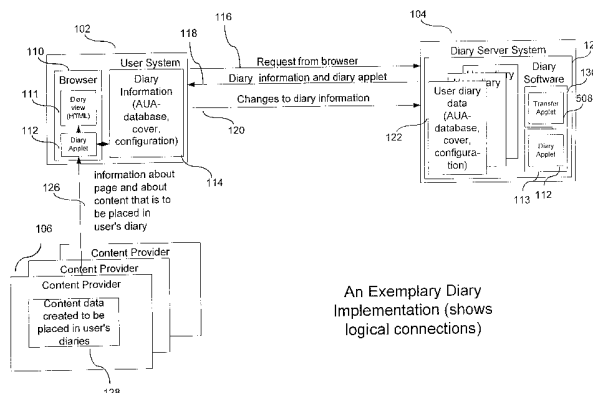 102
104
116
118
110
User System
Request from browser
Diary Server System
Browser
Diary
Information
(AUA-
database,
cover,
configuration)
Diary information and diary applet
Diary
Software
111
Diary
view
(HTML)
User diary
data
(AUA-
database,
cover,
configura-
tion)
Transfer
Applet
508
Changes to diary information
112
Diary
Applet
120
122
Diary
Applet
114
126
information about
page and about
content that is to
be placed in
user's diary
113
112
106
Content Provider
Content Provider
Content Provider
Content data
created to be
placed in user's
diaries
An Exemplary Diary
Implementation (shows
logical connections)
128